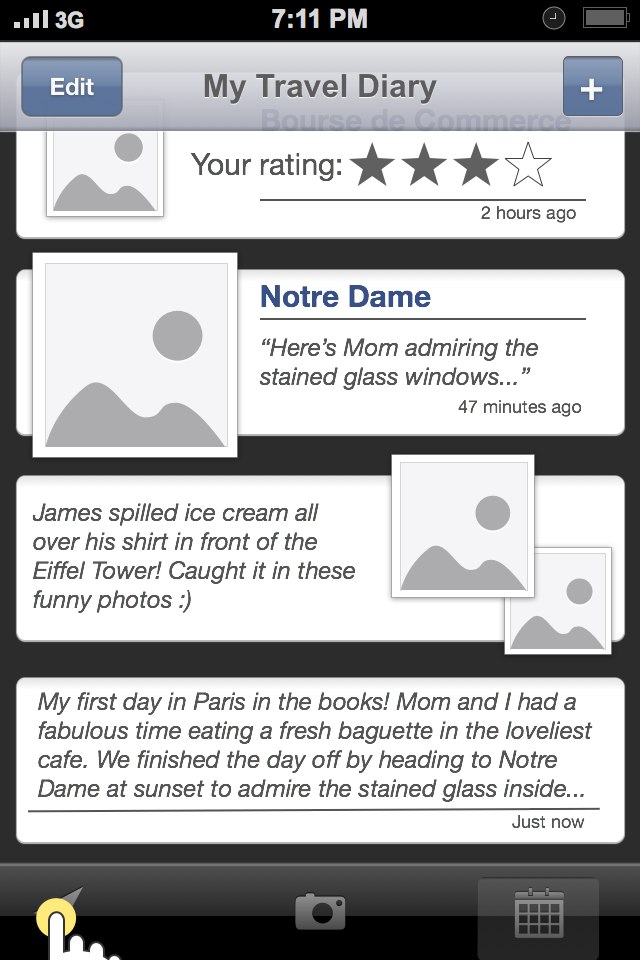 3G 7:11 PM
Edit My Travel Diary +
Bourse de Commerce
Your rating:
2 hours ago
Notre Dame
“Here’s Mom admiring the
stained glass windows...”
47 minutes ago
James spilled ice cream all
over his shirt in front of the
Eiffel Tower! Caught it in these
funny photos :)
My first day in Paris in the books! Mom and I had a
fabulous time eating a fresh baguette in the loveliest
cafe. We finished the day off by heading to Notre
Dame at sunset to admire the stained glass inside...
Just now